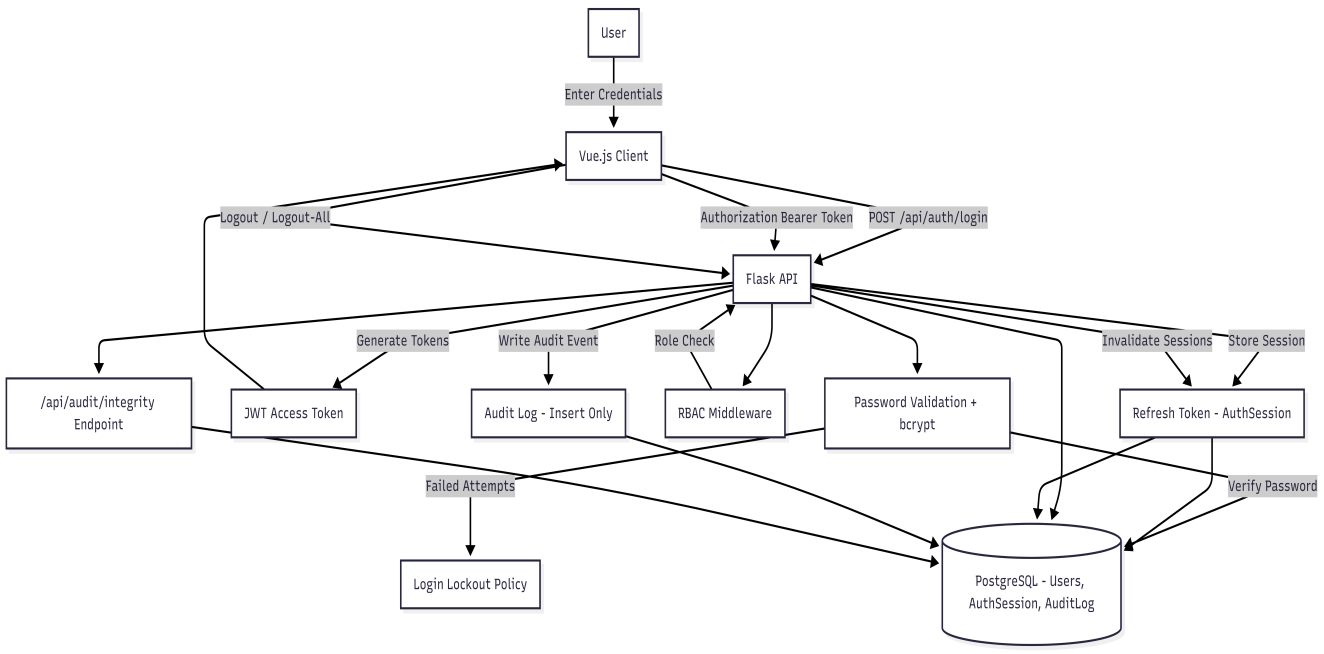 User
Enter Credentials
Vue.js Client
Logout / Logout-All
Authorization Bearer Token
POST /api/auth/login
Flask API
Generate Tokens
Write Audit Event
Role Check
Invalidate Sessions
Store Session
/api/audit/integrity
Endpoint
JWT Access Token
Audit Log - Insert Only
RBAC Middleware
Password Validation +
bcrypt
Refresh Token - AuthSession
Failed Attempts
Verify Password
Login Lockout Policy
PostgreSQL - Users,
AuthSession, AuditLog